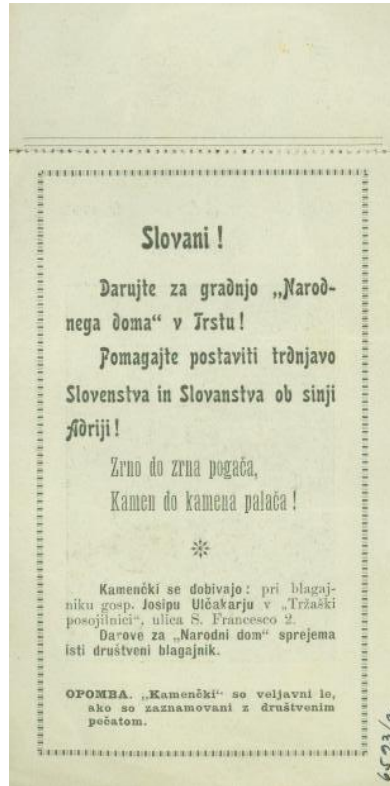 Slovani !
Darujte za gradnjo „Narod-
nega doma“ v Trstu !
Pomagajte postaviti trdnjavo
Slovenstva in Slovanstva ob sinji
Adriji !
Zrno do zrna pogača,
Kamen do kamena palača !
Kamenčki se dobivajo : pri blagaj-
niku gosp. Josipu Ulčakarju v „Tržaški
posojilnici“, ulica S. Francesco 2.
Darove za „Narodni dom“ sprejema
isti društveni blagajnik.
OPOMBA. „Kamenčki“ so veljavni le,
ako so zaznamovani z društvenim
pečatom.